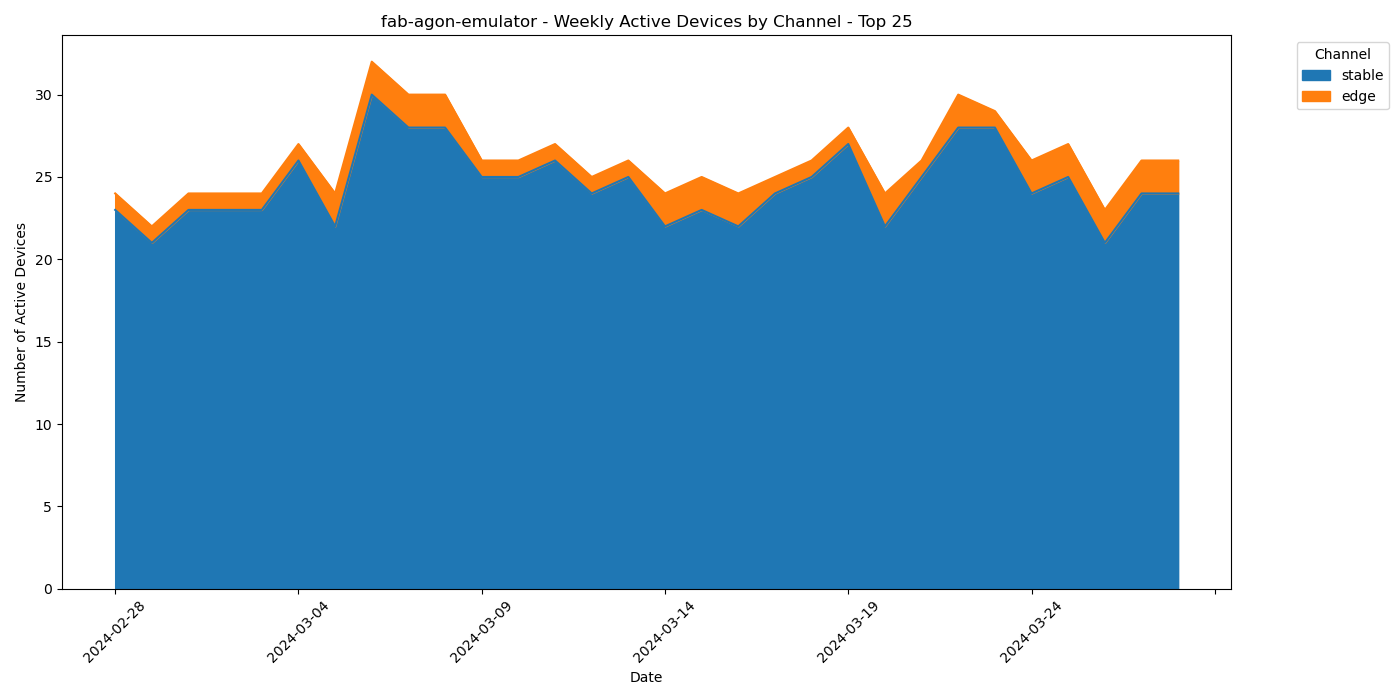 fab-agon-emulator - Weekly Active Devices by Channel - Top 25
Channel
stable
edge
Number of Active Devices
30
25
20
15
10
5
0
2024-02-28
2024-03-04
2024-03-09
2024-03-14
2024-03-19
2024-03-24
Date